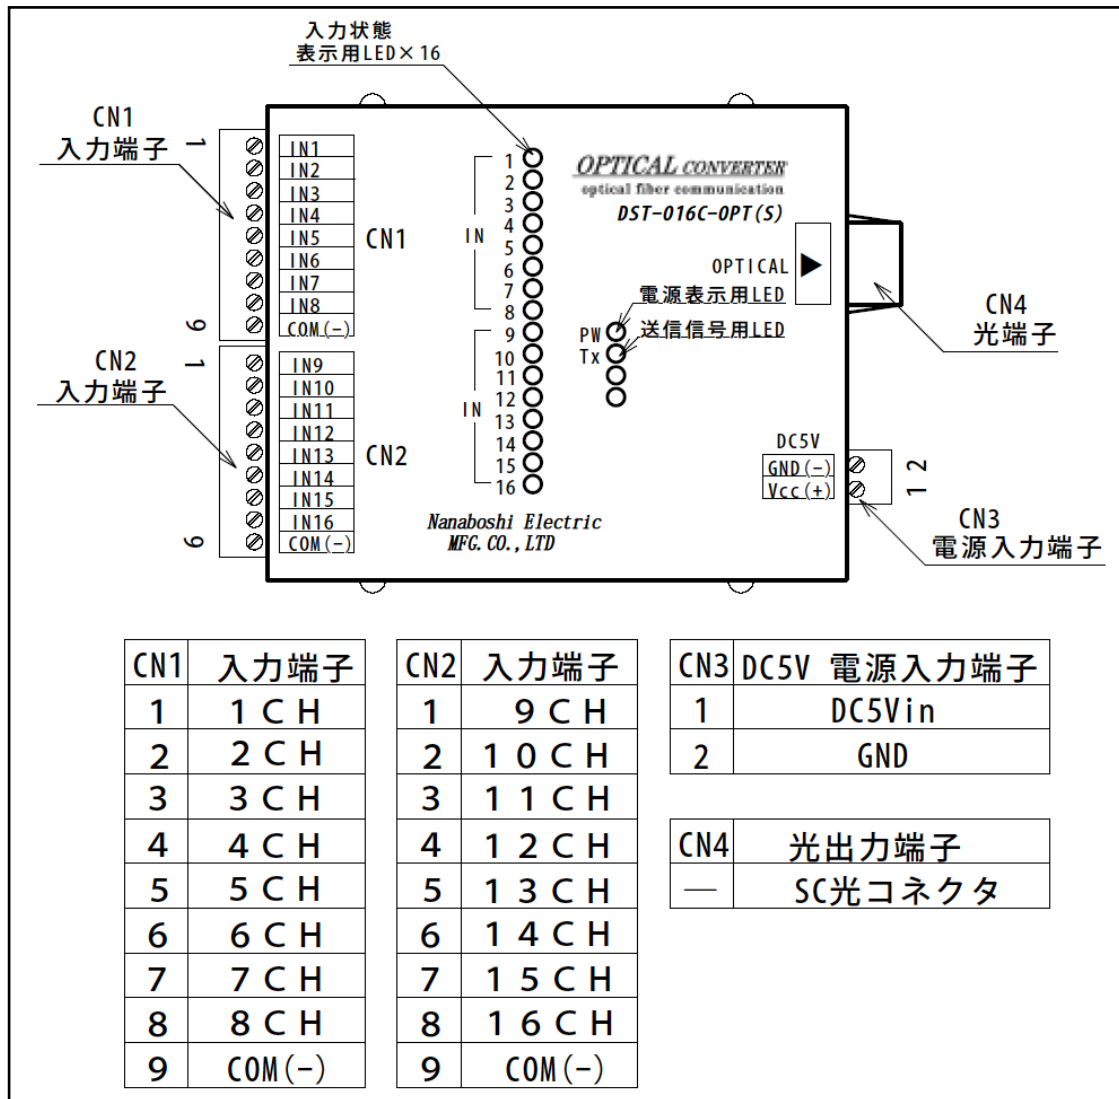 入力状態
表示用LED×16
CN1
入力端子
1
9
CN2
入力端子
1
9
IN1
IN2
IN3
IN4
IN5
IN6
IN7
IN8
COM(-)
CN1
IN9
IN10
IN11
IN12
IN13
IN14
IN15
IN16
COM(-)
CN2
IN
1
2
3
4
5
6
7
8
IN
9
10
11
12
13
14
15
16
OPTICAL CONVERTER
optical fiber communication
DST-016C-OPT(S)
OPTICAL ▶
電源表示用LED
PW
送信信号用LED
Tx
CN4
光端子
DC5V
GND(-)
Vcc(+)
2
1
CN3
電源入力端子
Nanaboshi Electric
MFG.CO.,LTD
CN1 入力端子
1 1CH
2 2CH
3 3CH
4 4CH
5 5CH
6 6CH
7 7CH
8 8CH
9 COM(-)
CN2 入力端子
1 9CH
2 10CH
3 11CH
4 12CH
5 13CH
6 14CH
7 15CH
8 16CH
9 COM(-)
CN3 DC5V 電源入力端子
1 DC5Vin
2 GND
CN4 光出力端子
― SC光コネクタ